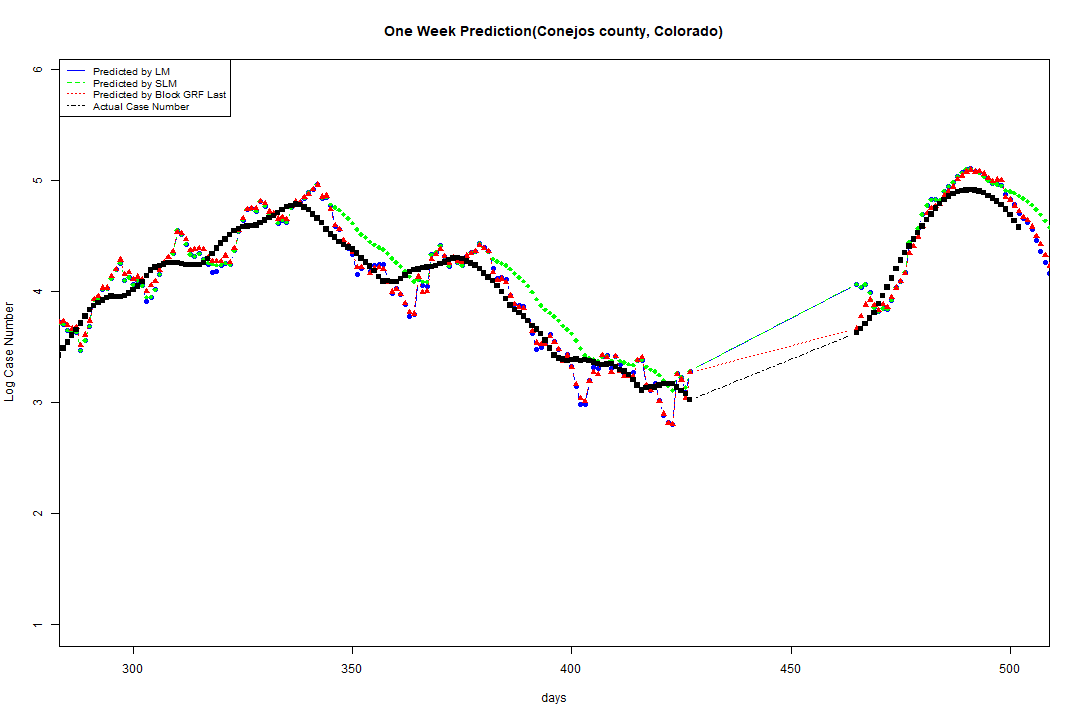 One Week Prediction(Conejos county, Colorado)
Predicted by LM
Predicted by SLM
Predicted by Block GRF Last
Actual Case Number
6
5
4
3
2
1
Log Case Number
300
350
400
450
500
days